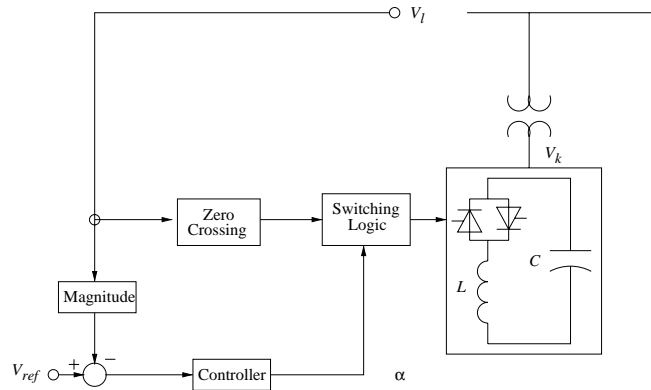 V_l
V_k
Zero
Crossing
Switching
Logic
L
C
Magnitude
V_ref
+
−
Controller
α